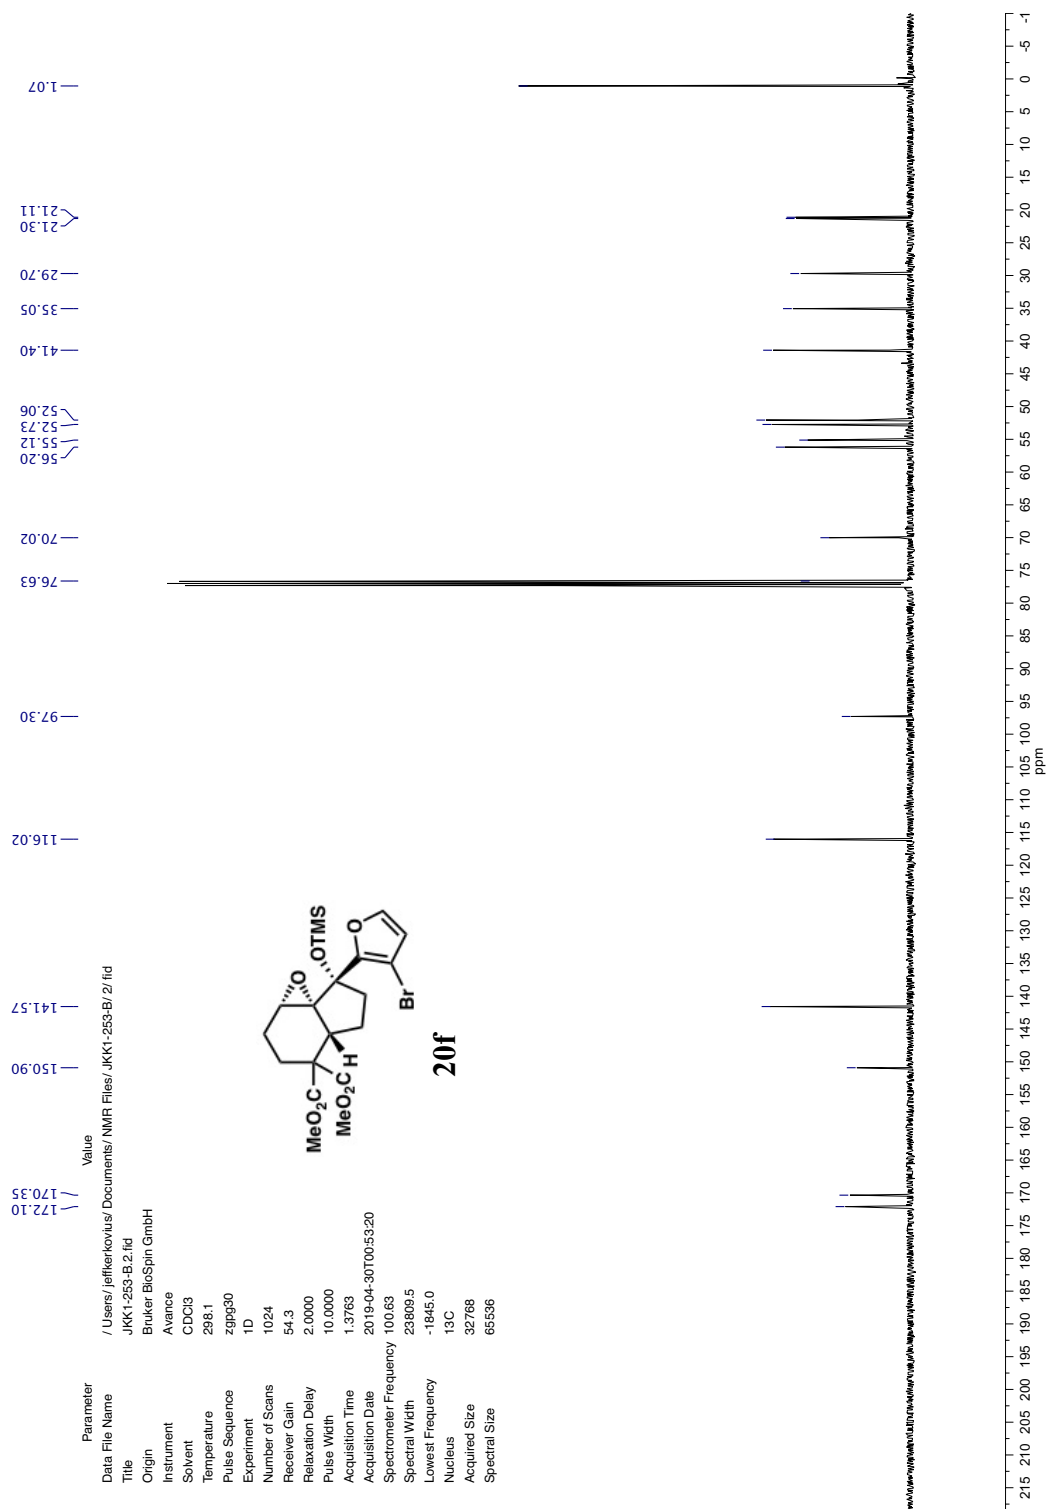 Parameter Value
Data File Name / Users/ jeffkerkovius/ Documents/ NMR Files/ JKK1-253-B/ 2/ fid
Title JKK1-253-B.2.fid
Origin Bruker BioSpin GmbH
Instrument Avance
Solvent CDCl3
Temperature 298.1
Pulse Sequence zgpg30
Experiment 1D
Number of Scans 1024
Receiver Gain 54.3
Relaxation Delay 2.0000
Pulse Width 10.0000
Acquisition Time 1.3763
Acquisition Date 2019-04-30T00:53:20
Spectrometer Frequency 100.63
Spectral Width 23809.5
Lowest Frequency -1845.0
Nucleus 13C
Acquired Size 32768
Spectral Size 65536
MeO2C
MeO2C
H
O
OTMS
O
Br
20f
172.10
170.35
150.90
141.57
116.02
97.30
76.63
70.02
56.20
55.12
52.73
52.06
41.40
35.05
29.70
21.30
21.11
1.07
215 210 205 200 195 190 185 180 175 170 165 160 155 150 145 140 135 130 125 120 115 110 105 100 95 90 85 80 75 70 65 60 55 50 45 40 35 30 25 20 15 10 5 0 -5 -1
ppm